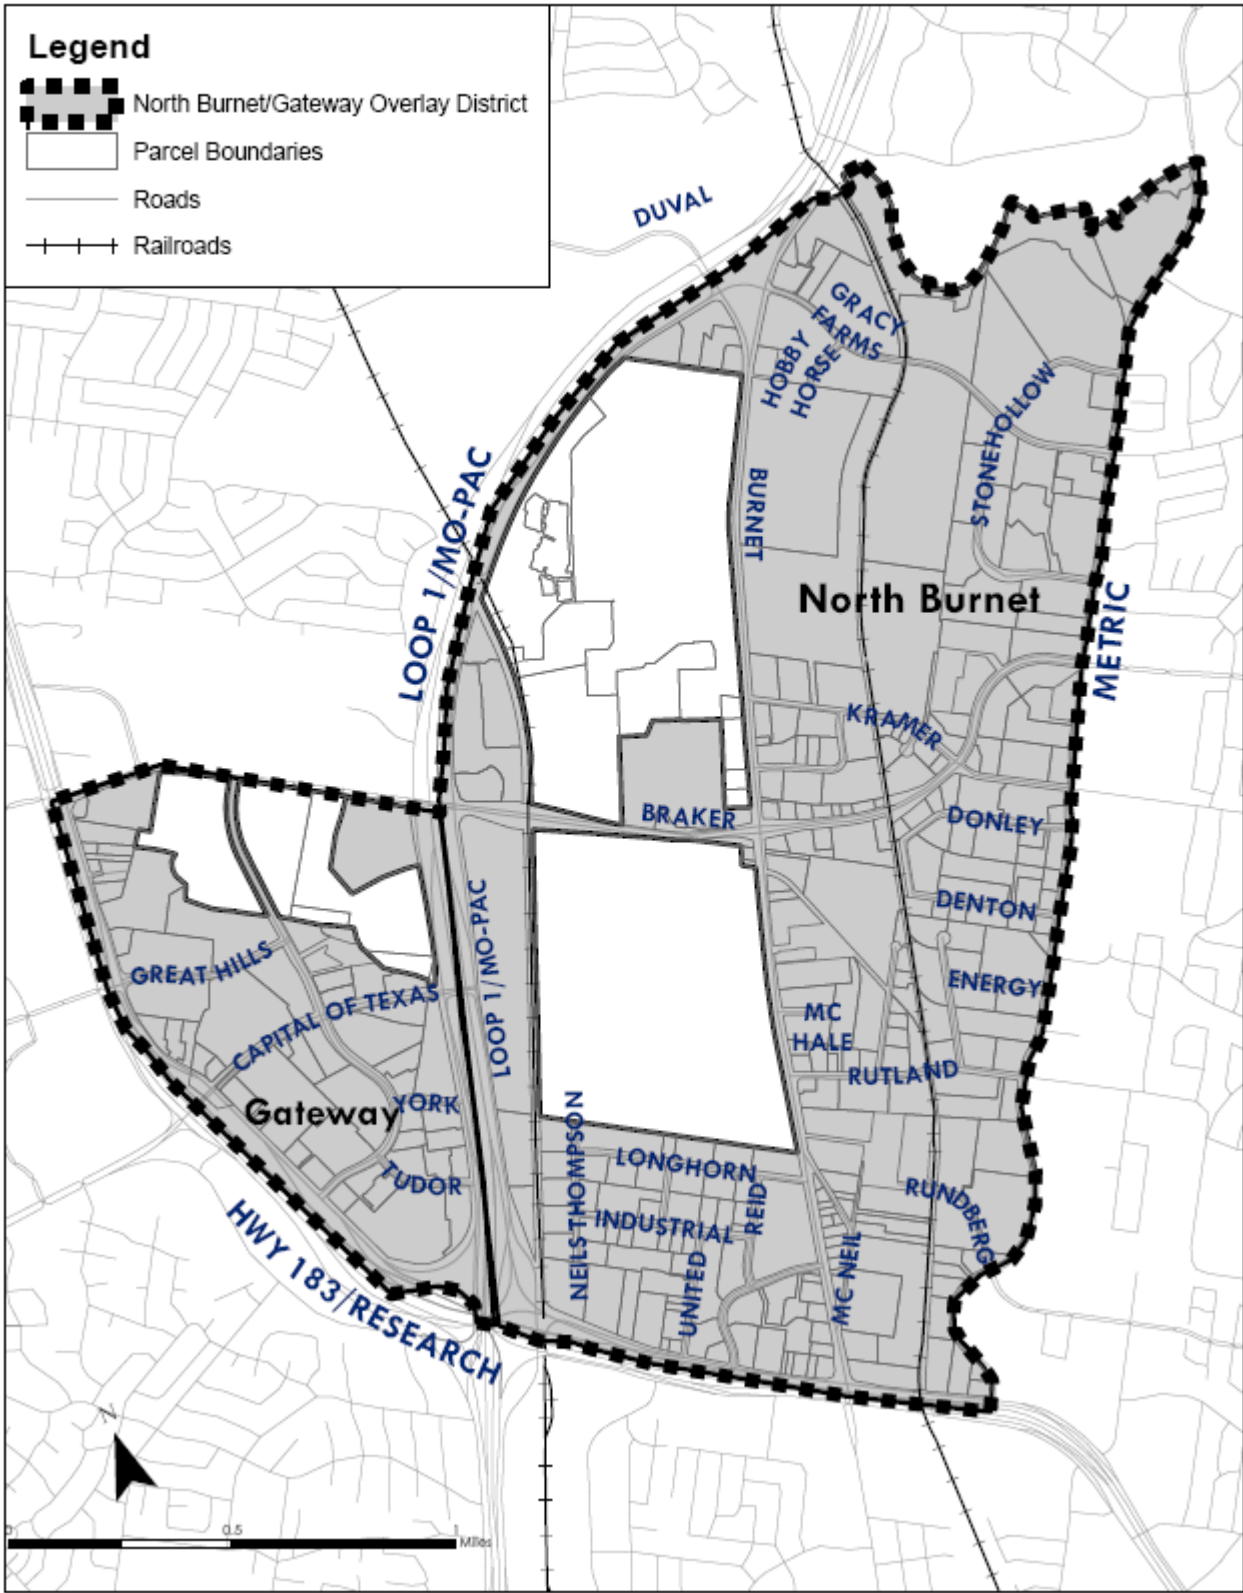 Legend
North Burnet/Gateway Overlay District
Parcel Boundaries
Roads
Railroads
DUVAL
GRACY
FARMS
HOBBY
HORSE
STONEHOLLOW
LOOP 1/MO-PAC
BURNET
North Burnet
METRIC
KRAMER
BRAKER
DONLEY
DENTON
ENERGY
GREAT HILLS
CAPITAL OF TEXAS
LOOP 1/MO-PAC
MC
HALE
RUTLAND
Gateway
YORK
TUDOR
NEILS THOMPSON
LONGHORN
REID
INDUSTRIAL
UNITED
RUNDBERG
MC NEIL
HWY 183/RESEARCH
N
0 0.5 1
Miles